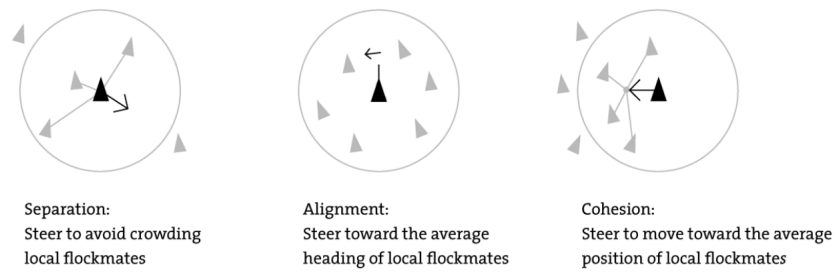 Separation:
Steer to avoid crowding
local flockmates
Alignment:
Steer toward the average
heading of local flockmates
Cohesion:
Steer to move toward the average
position of local flockmates